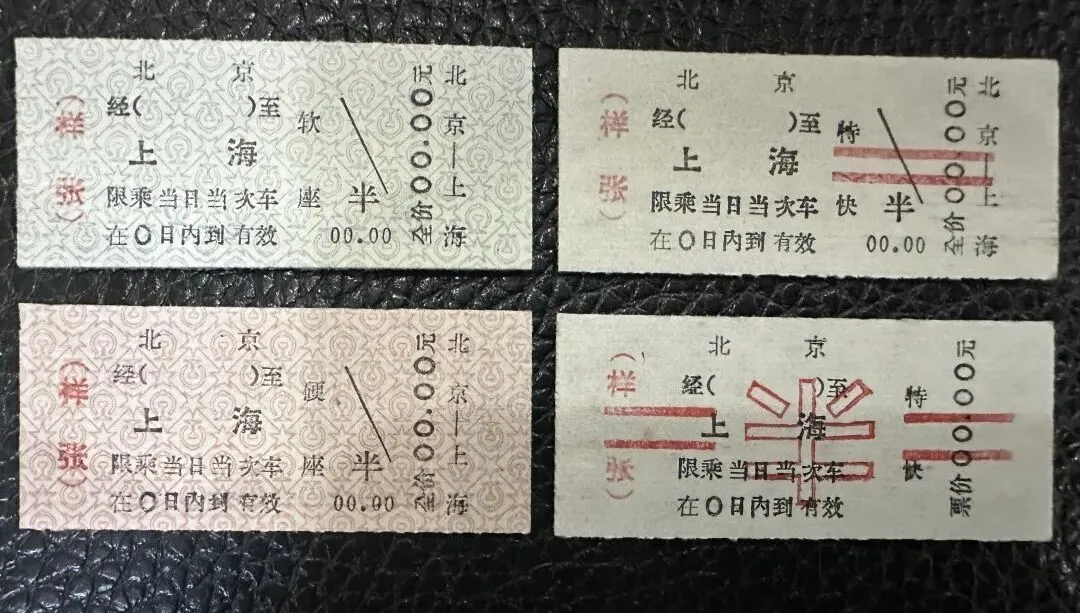 (张样)
北京
经( )至
上海
软座
限乘当日当次车
半
在0日内到有效
00.00
全价00.00元
北京—上海
(张样)
北京
经( )至
上海
特快
限乘当日当次车
半
在0日内到有效
00.00
全价00.00元
北京—上海
(张样)
北京
经( )至
上海
硬座
限乘当日当次车
半
在0日内到有效
00.00
全价00.00元
北京—上海
(张样)
北京
经( )至
上海
半
特快
限乘当日当次车
在0日内到有效
票价00.00元